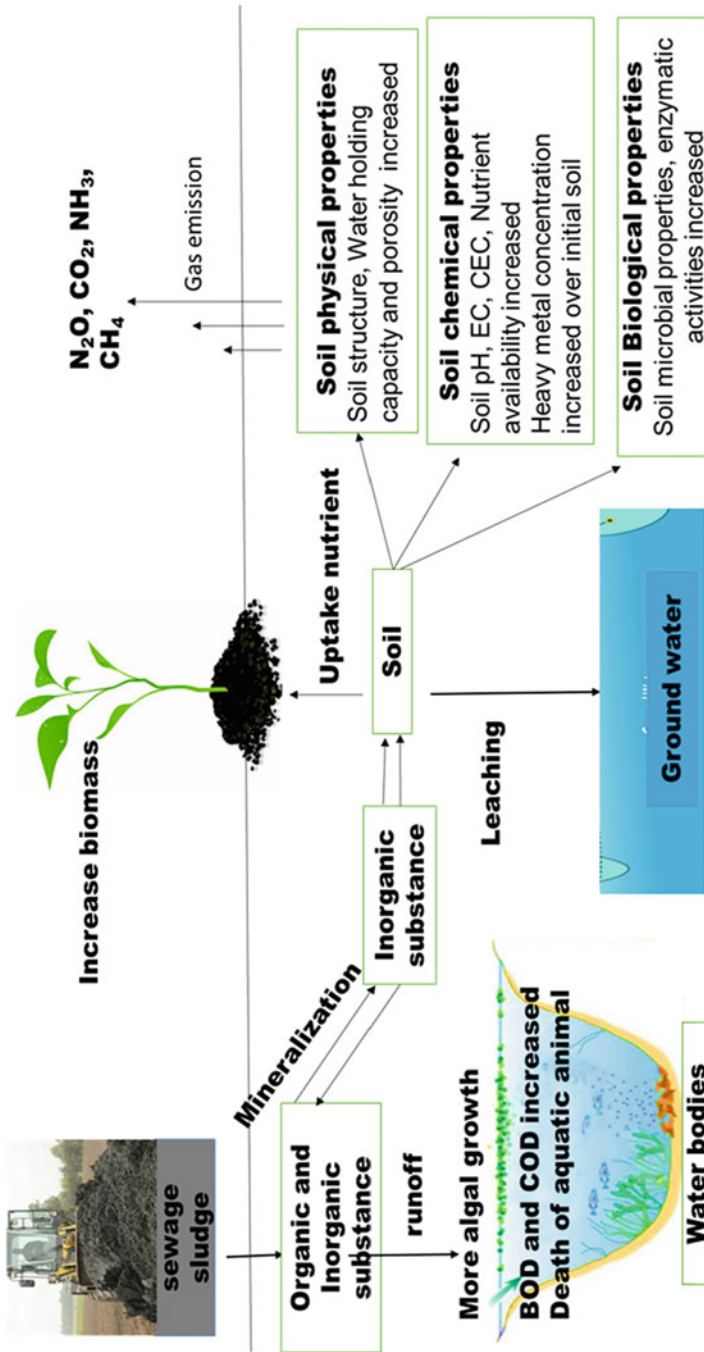 sewage
sludge
Increase biomass
N₂O, CO₂, NH₃,
CH₄
Gas emission
Organic and
Inorganic
substance
Mineralization
Inorganic
substance
Soil
Uptake nutrient
Soil physical properties
Soil structure, Water holding
capacity and porosity increased
Soil chemical properties
Soil pH, EC, CEC, Nutrient
availability increased
Heavy metal concentration
increased over initial soil
Soil Biological properties
Soil microbial properties, enzymatic
activities increased
runoff
Leaching
More algal growth
BOD and COD increased
Death of aquatic animal
Water bodies
Ground water